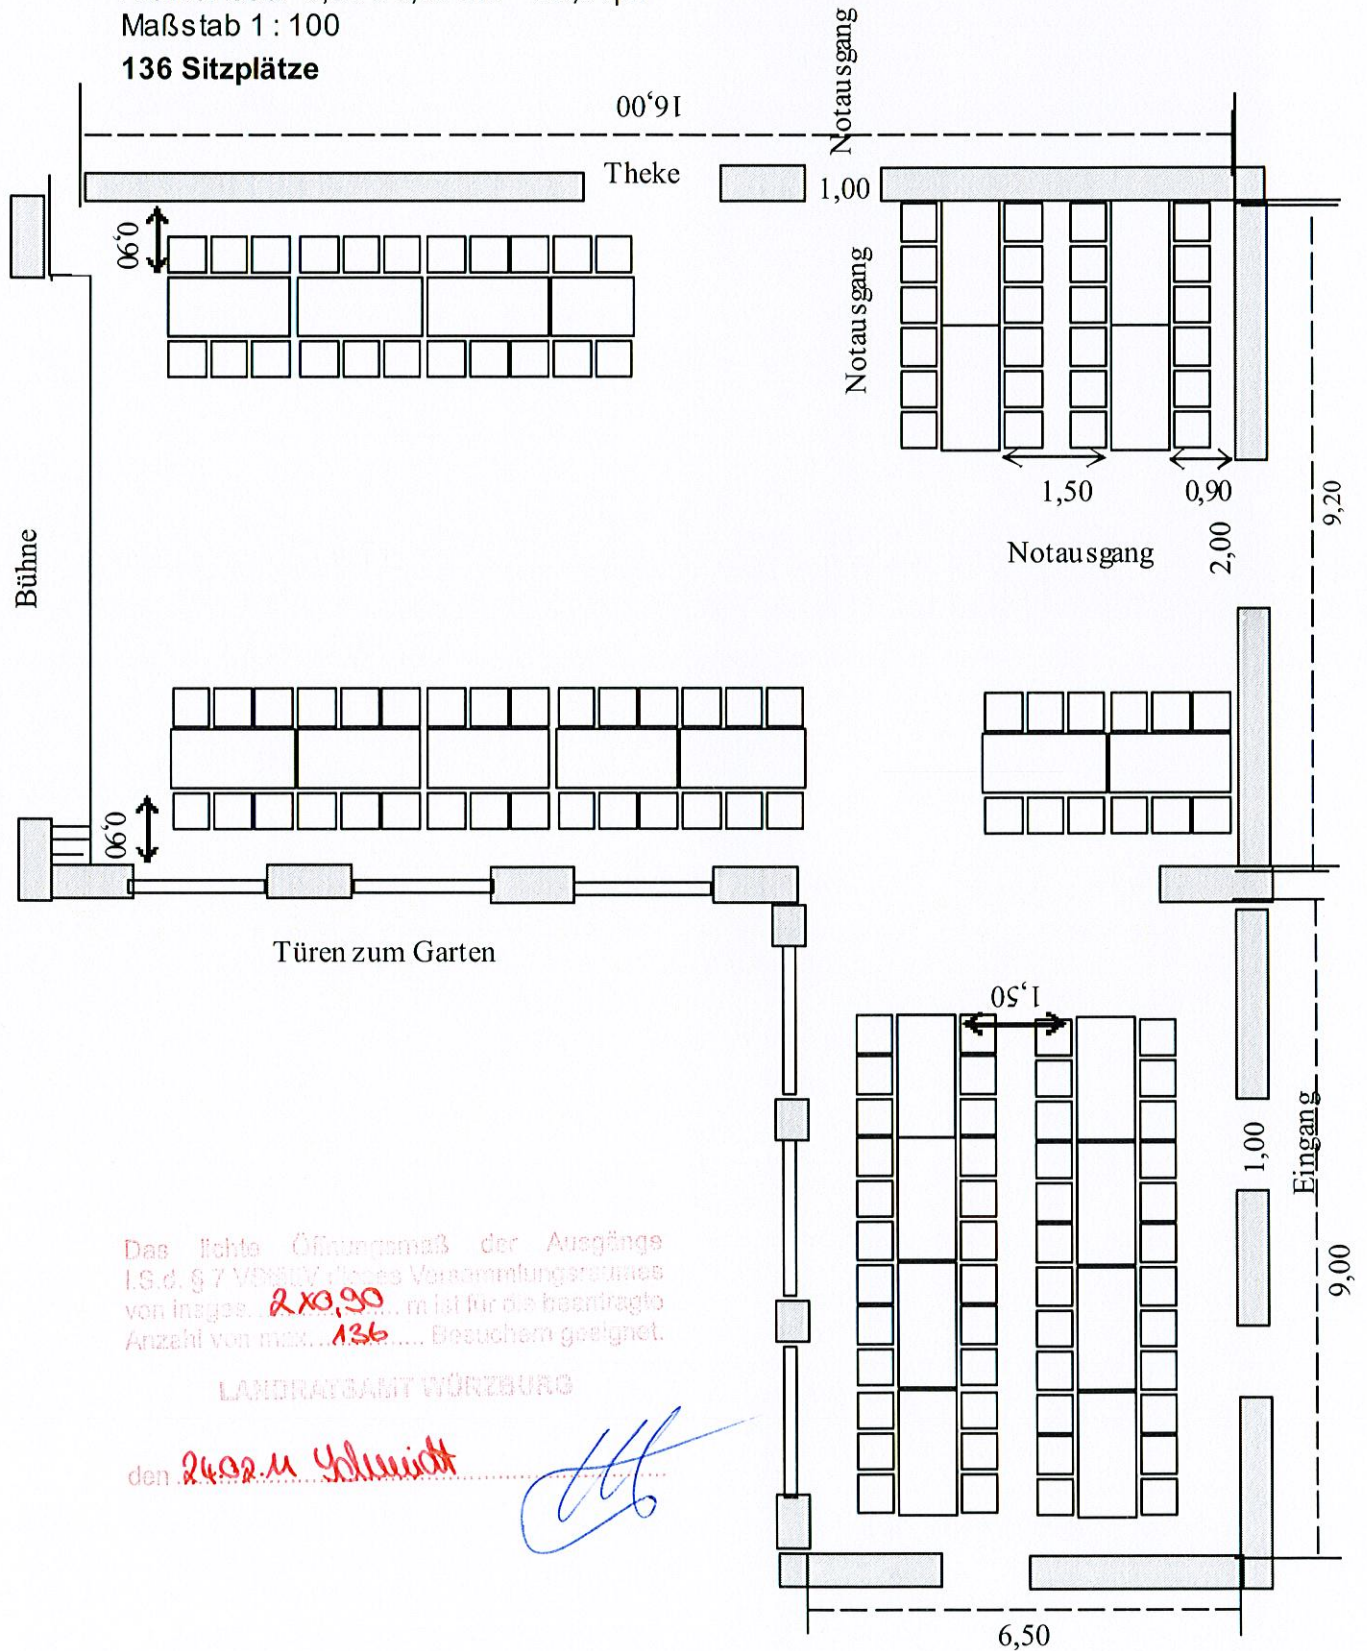 Maßstab 1 : 100
136 Sitzplätze
16,00
Notausgang
Theke
1,00
0,90
Notausgang
1,50
0,90
2,00
9,20
Notausgang
Bühne
0,90
Türen zum Garten
1,50
1,00
Eingang
9,00
Das lichte Öffnungsmaß der Ausgänge
I.S.d. § 7 VStättV dieses Versammlungsraumes
von insges. 2x0,90 m ist für die beantragte
Anzahl von max. 136 Besuchern geeignet.
LANDRATSAMT WÜRZBURG
den 24.02.11 Schmidt
6,50